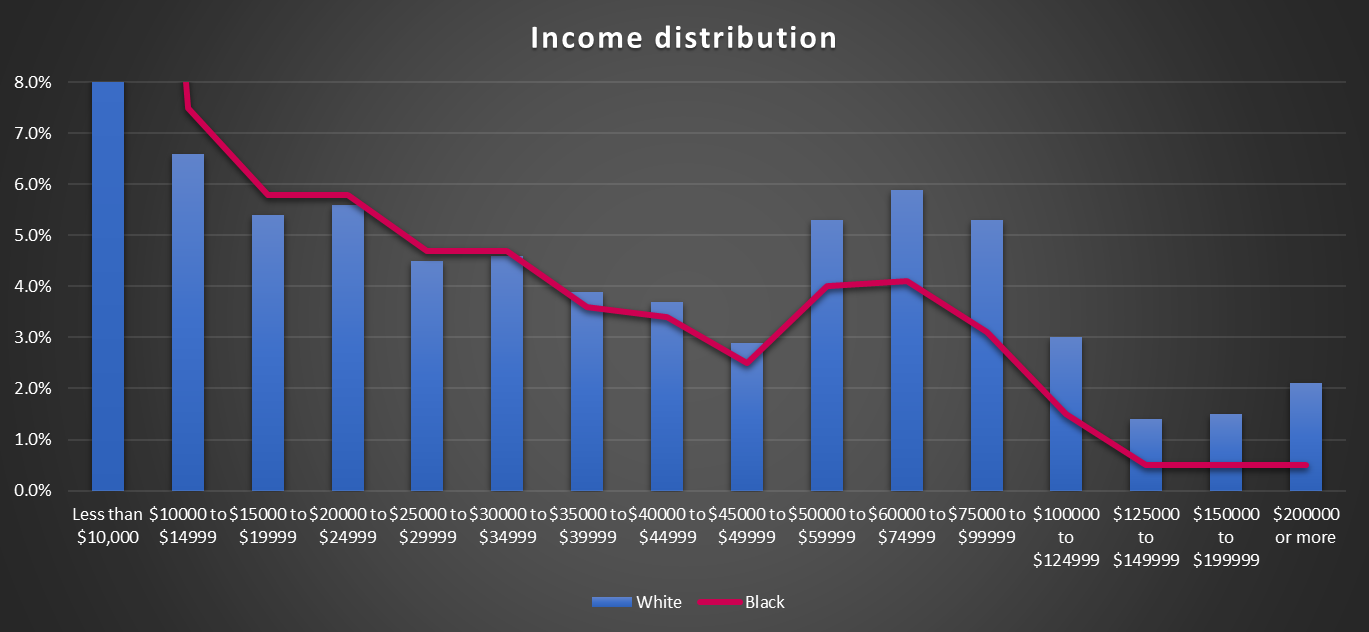 Income distribution
8.0%
7.0%
6.0%
5.0%
4.0%
3.0%
2.0%
1.0%
0.0%
Less than
$10,000
$10000 to
$14999
$15000 to
$19999
$20000 to
$24999
$25000 to
$29999
$30000 to
$34999
$35000 to
$39999
$40000 to
$44999
$45000 to
$49999
$50000 to
$59999
$60000 to
$74999
$75000 to
$99999
$100000
to
$124999
$125000
to
$149999
$150000
to
$199999
$200000
or more
White
Black